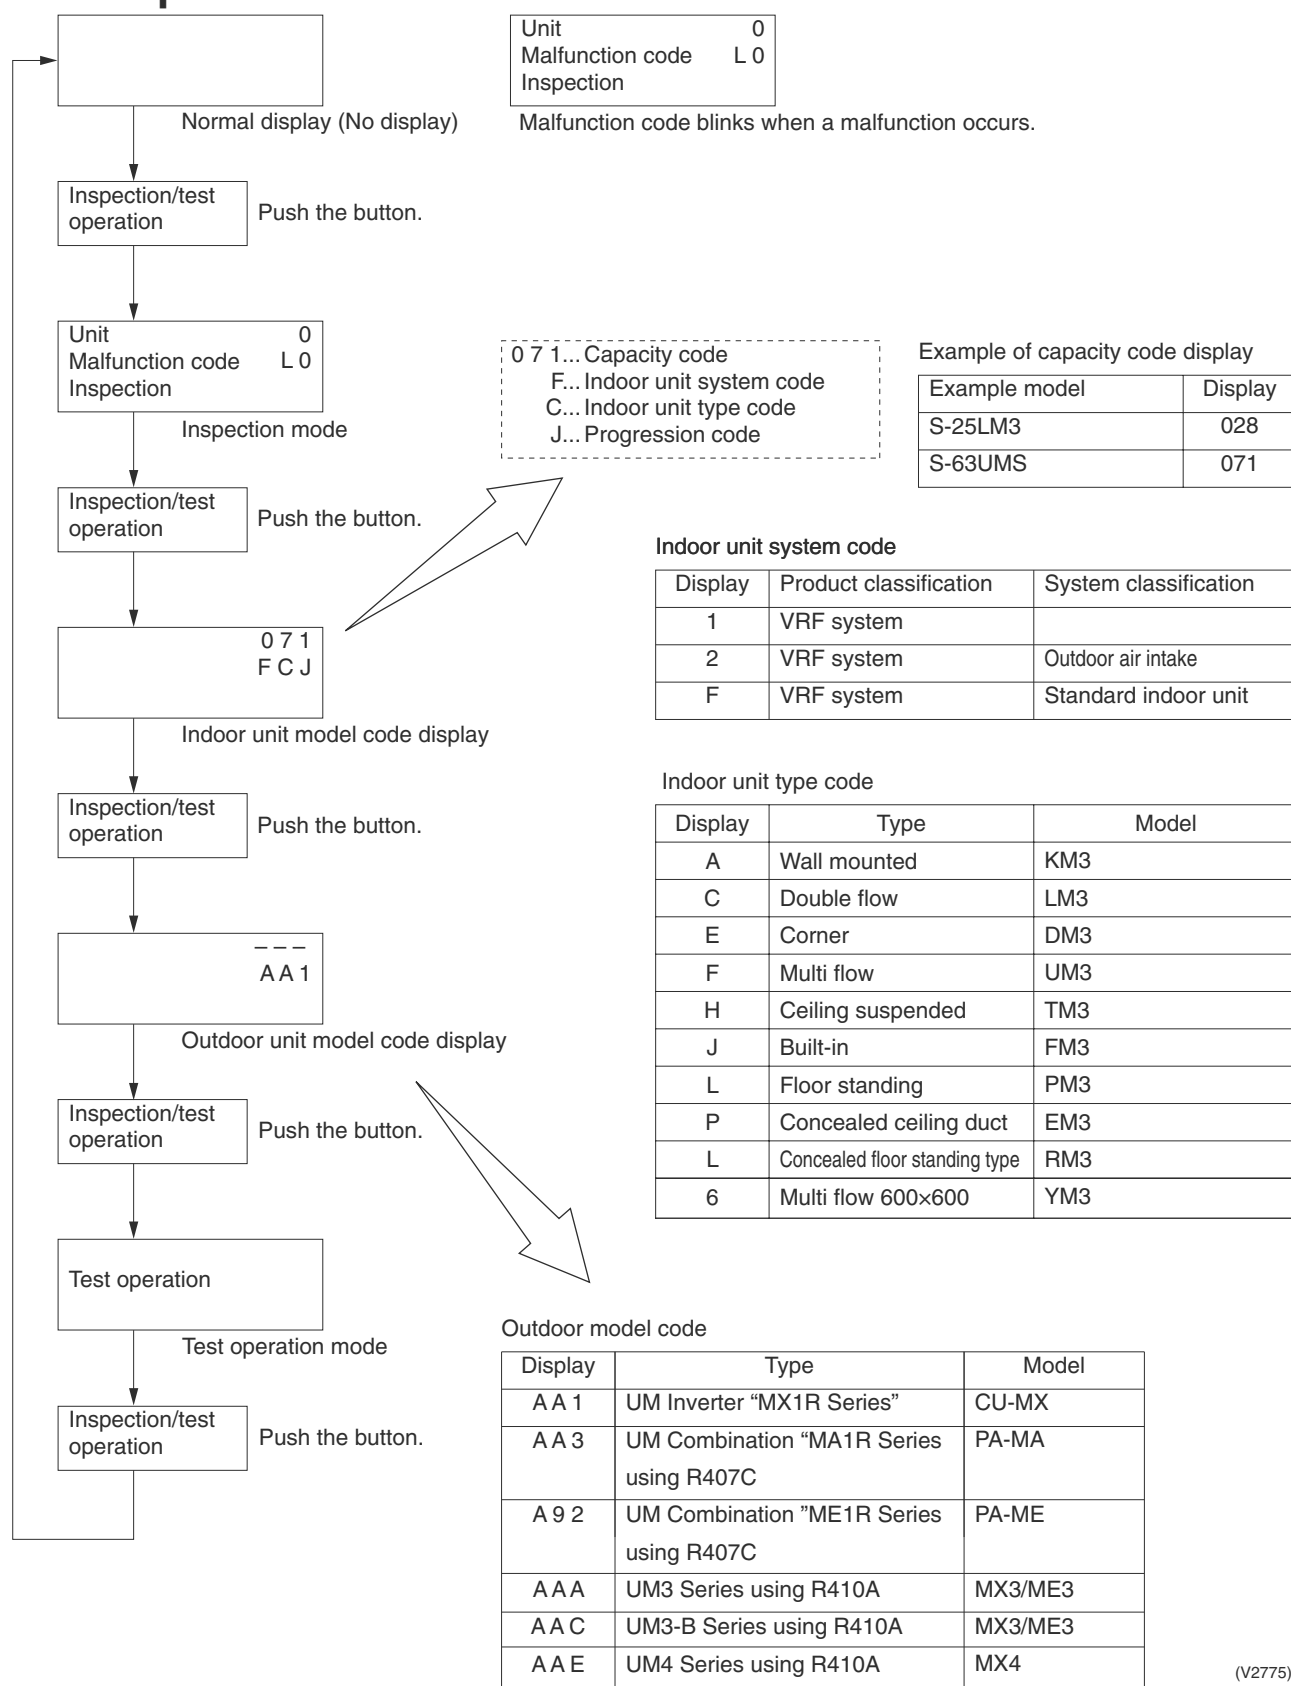 Unit 0
Malfunction code L 0
Inspection
Normal display (No display)
Malfunction code blinks when a malfunction occurs.
Inspection/test
operation
Push the button.
Unit 0
Malfunction code L 0
Inspection
Inspection mode
0 7 1... Capacity code
F... Indoor unit system code
C... Indoor unit type code
J... Progression code
Example of capacity code display
Example model Display
S-25LM3 028
S-63UMS 071
Inspection/test
operation
Push the button.
Indoor unit system code
Display Product classification System classification
1 VRF system
2 VRF system Outdoor air intake
F VRF system Standard indoor unit
0 7 1
F C J
Indoor unit model code display
Inspection/test
operation
Push the button.
Indoor unit type code
Display Type Model
A Wall mounted KM3
C Double flow LM3
E Corner DM3
F Multi flow UM3
H Ceiling suspended TM3
J Built-in FM3
L Floor standing PM3
P Concealed ceiling duct EM3
L Concealed floor standing type RM3
6 Multi flow 600×600 YM3
– – –
A A 1
Outdoor unit model code display
Inspection/test
operation
Push the button.
Test operation
Test operation mode
Inspection/test
operation
Push the button.
Outdoor model code
Display Type Model
A A 1 UM Inverter “MX1R Series” CU-MX
A A 3 UM Combination “MA1R Series PA-MA
using R407C
A 9 2 UM Combination ”ME1R Series PA-ME
using R407C
A A A UM3 Series using R410A MX3/ME3
A A C UM3-B Series using R410A MX3/ME3
A A E UM4 Series using R410A MX4
(V2775)